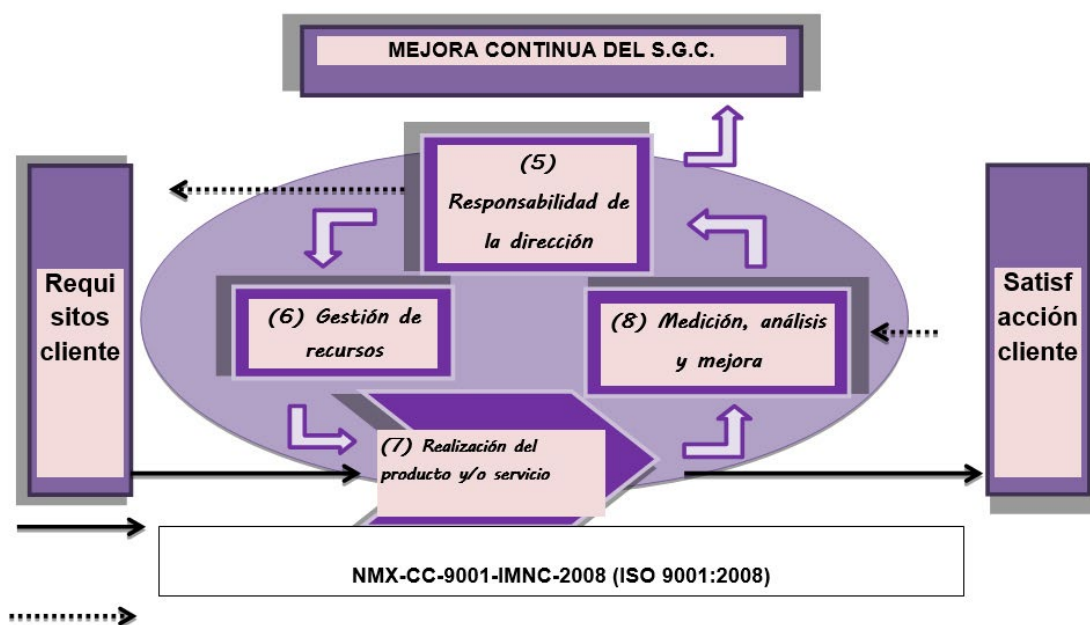 MEJORA CONTINUA DEL S.G.C.
(5)
Responsabilidad de
la dirección
Requi
sitos
cliente
(6) Gestión de
recursos
(8) Medición, análisis
y mejora
Satisf
acción
cliente
(7) Realización del
producto y/o servicio
NMX-CC-9001-IMNC-2008 (ISO 9001:2008)